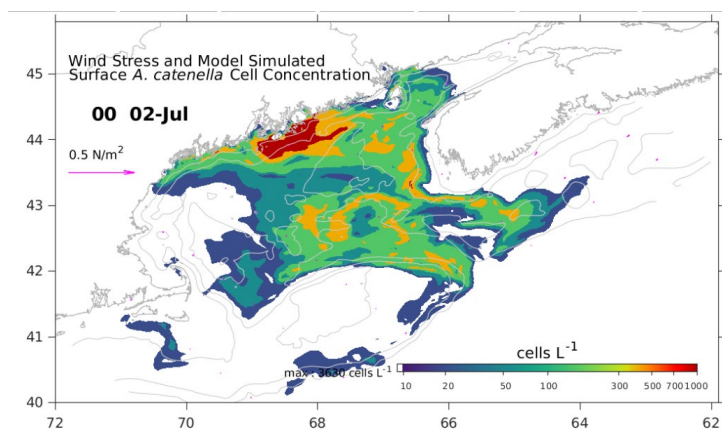 Wind Stress and Model Simulated
Surface A. catenella Cell Concentration
00 02-Jul
0.5 N/m²
45
44
43
42
41
40
cells L⁻¹
max : 3630 cells L⁻¹
10 20 50 100 300 500 700 1000
72 70 68 66 64 62